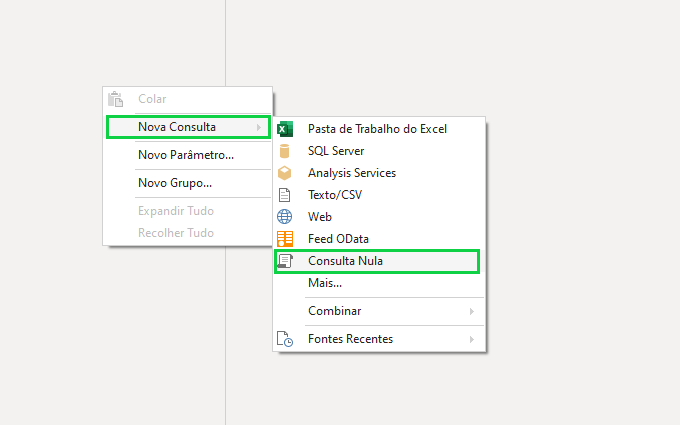 Colar
Nova Consulta
Novo Parâmetro...
Novo Grupo...
Expandir Tudo
Recolher Tudo
Pasta de Trabalho do Excel
SQL Server
Analysis Services
Texto/CSV
Web
Feed OData
Consulta Nula
Mais...
Combinar
Fontes Recentes